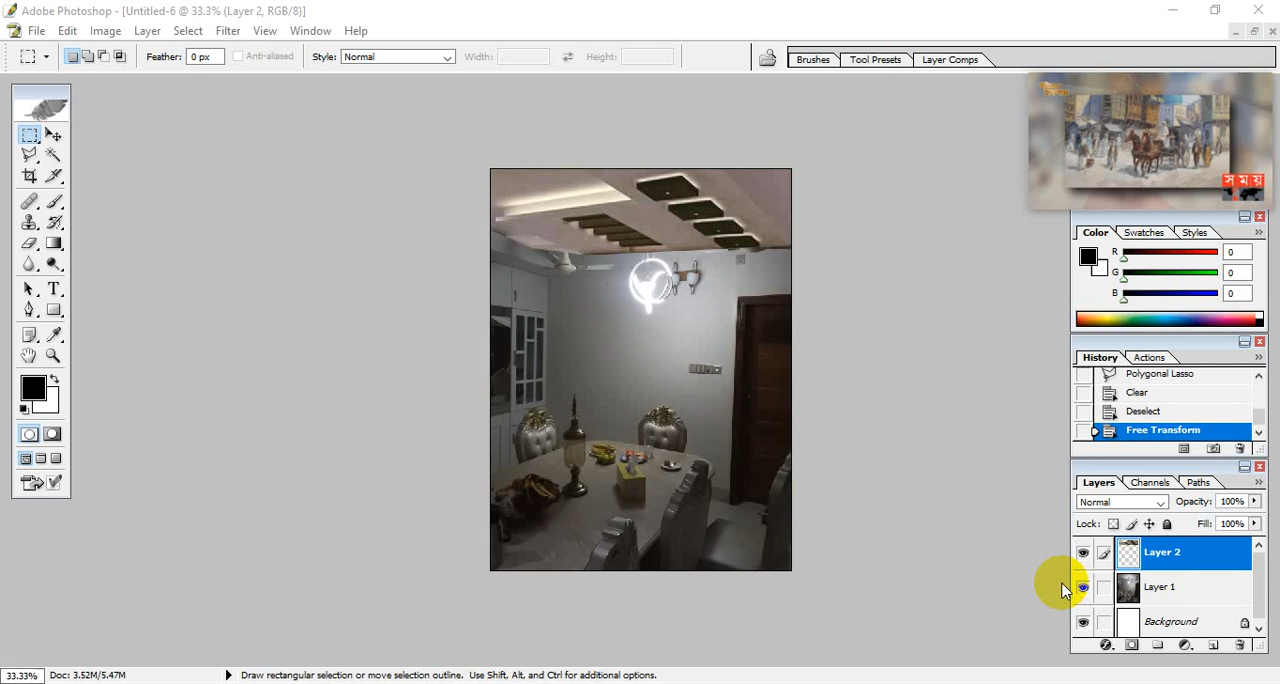 Adobe Photoshop - [Untitled-6 @ 33.3% (Layer 2, RGB/8)]
File Edit Image Layer Select Filter View Window Help
Feather: 0 px Anti-aliased Style: Normal Width: Height: Brushes Tool Presets Layer Comps
সময়
Color Swatches Styles
R 0
G 0
B 0
History Actions
Polygonal Lasso
Clear
Deselect
Free Transform
Layers Channels Paths
Normal Opacity: 100%
Lock: Fill: 100%
Layer 2
Layer 1
Background
33.33% Doc: 3.52M/5.47M Draw rectangular selection or move selection outline. Use Shift, Alt, and Ctrl for additional options.